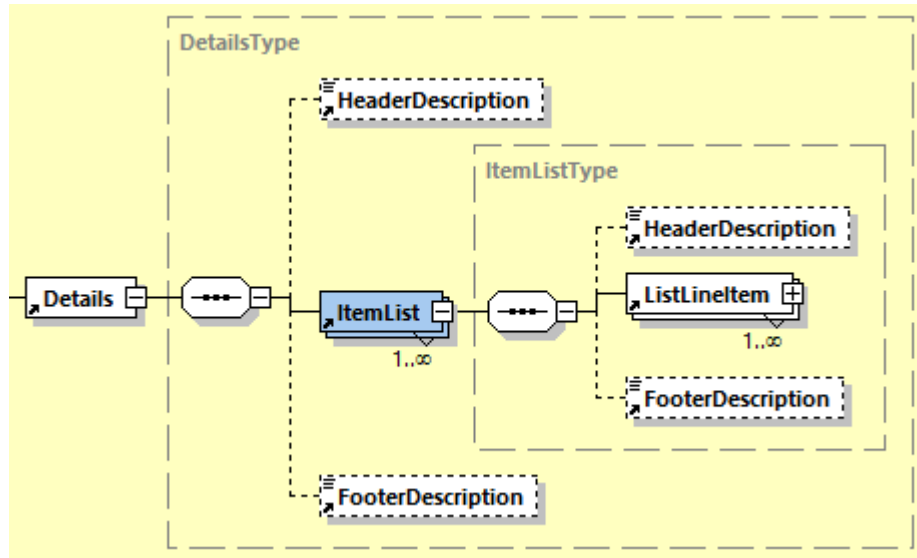 DetailsType
HeaderDescription
ItemListType
HeaderDescription
Details
ListLineItem
ItemList
1..∞
1..∞
FooterDescription
FooterDescription